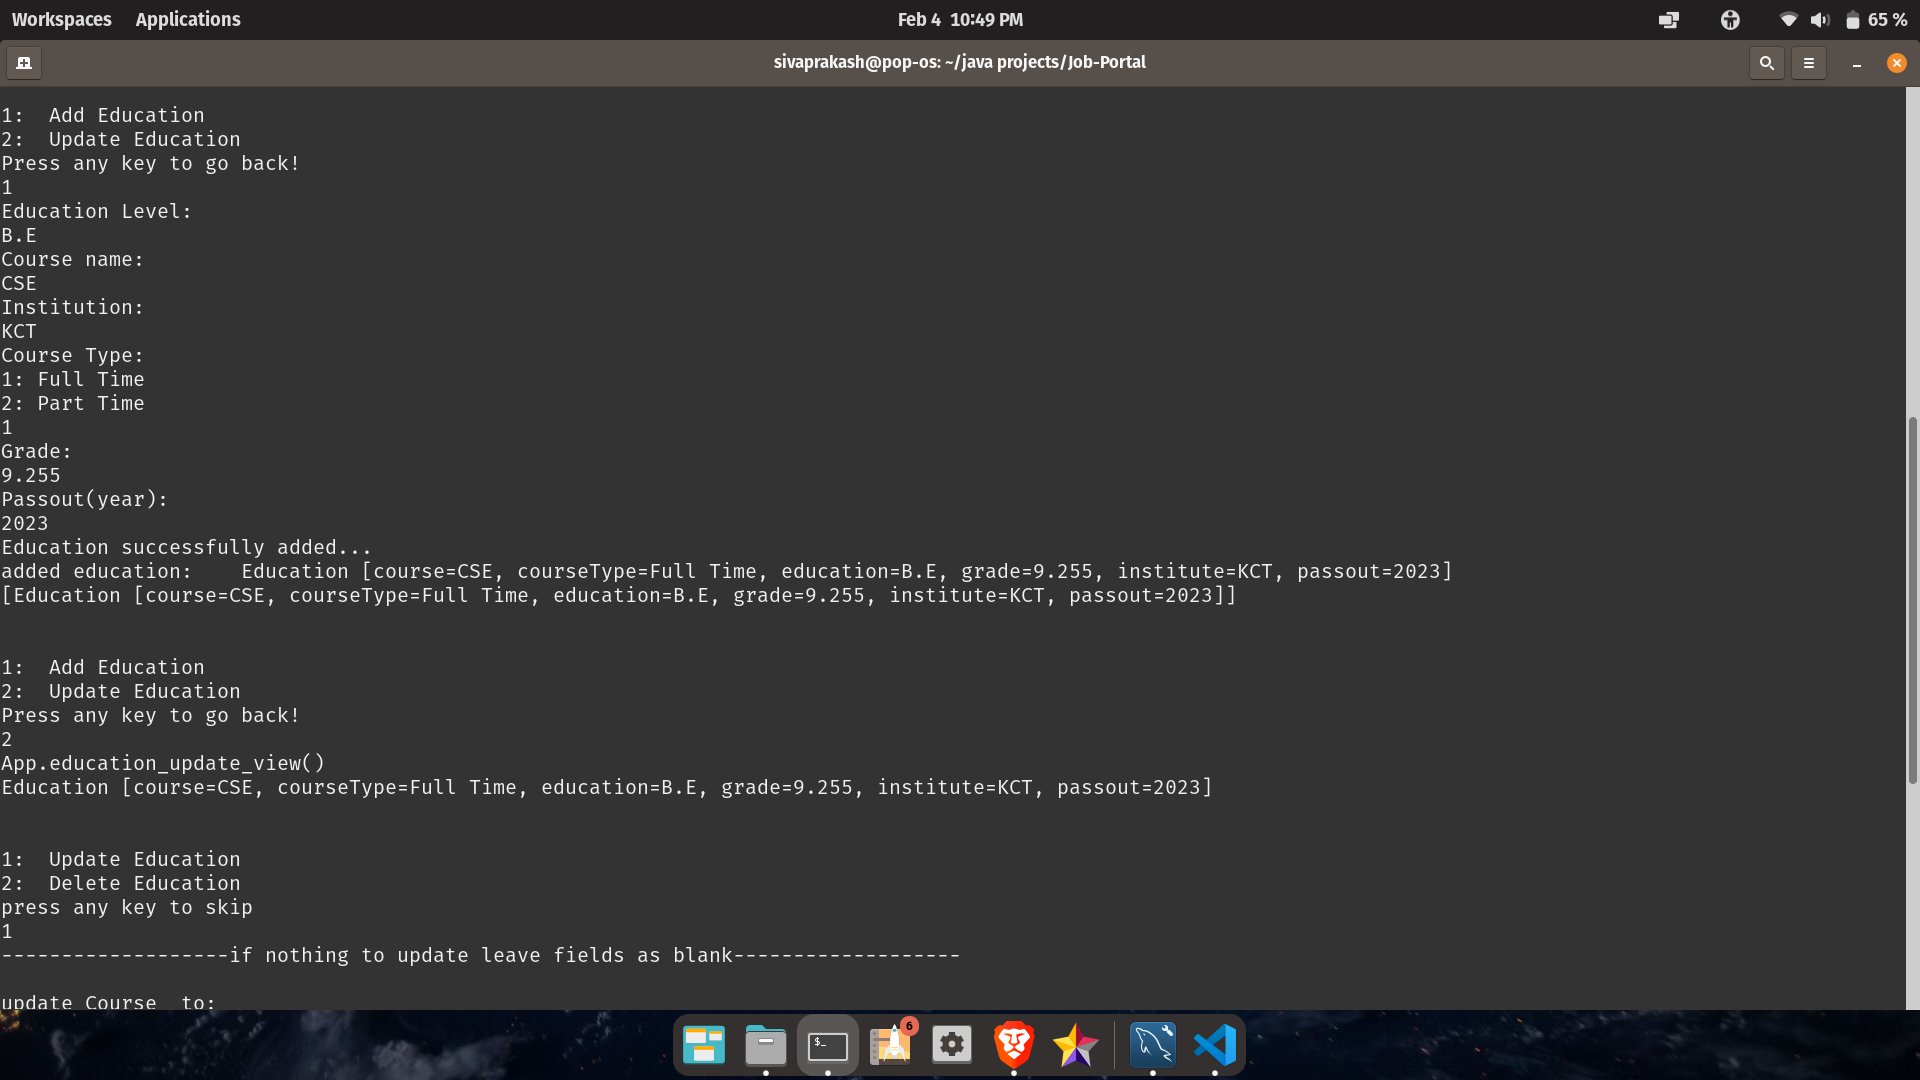 Workspaces Applications Feb 4 10:49 PM 65 %
sivaprakash@pop-os: ~/java projects/Job-Portal
1:  Add Education
2:  Update Education
Press any key to go back!
1
Education Level:
B.E
Course name:
CSE
Institution:
KCT
Course Type:
1: Full Time
2: Part Time
1
Grade:
9.255
Passout(year):
2023
Education successfully added...
added education:    Education [course=CSE, courseType=Full Time, education=B.E, grade=9.255, institute=KCT, passout=2023]
[Education [course=CSE, courseType=Full Time, education=B.E, grade=9.255, institute=KCT, passout=2023]]
1:  Add Education
2:  Update Education
Press any key to go back!
2
App.education_update_view()
Education [course=CSE, courseType=Full Time, education=B.E, grade=9.255, institute=KCT, passout=2023]
1:  Update Education
2:  Delete Education
press any key to skip
1
-------------------if nothing to update leave fields as blank-------------------
update Course  to:
$_
6